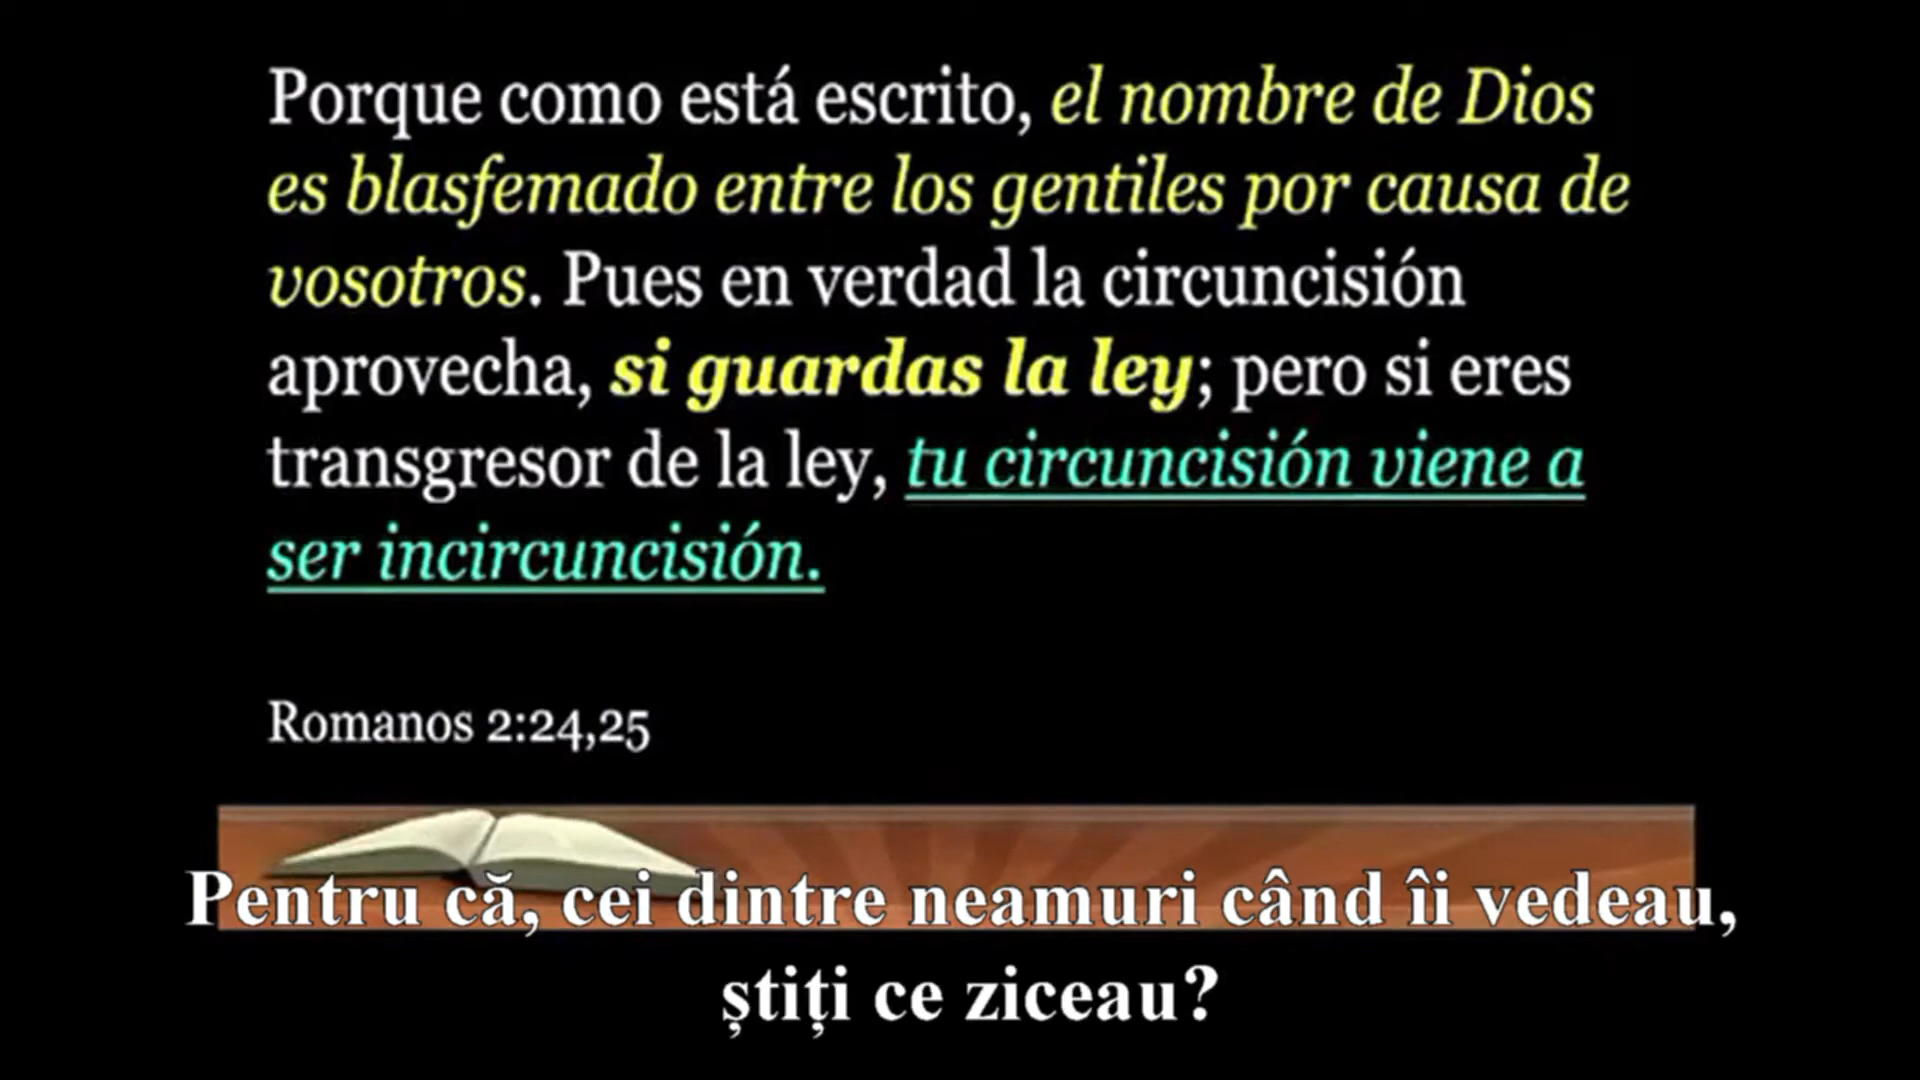 Porque como está escrito, el nombre de Dios
es blasfemado entre los gentiles por causa de
vosotros. Pues en verdad la circuncisión
aprovecha, si guardas la ley; pero si eres
transgresor de la ley, tu circuncisión viene a
ser incircuncisión.
Romanos 2:24,25
Pentru că, cei dintre neamuri când îi vedeau,
știți ce ziceau?